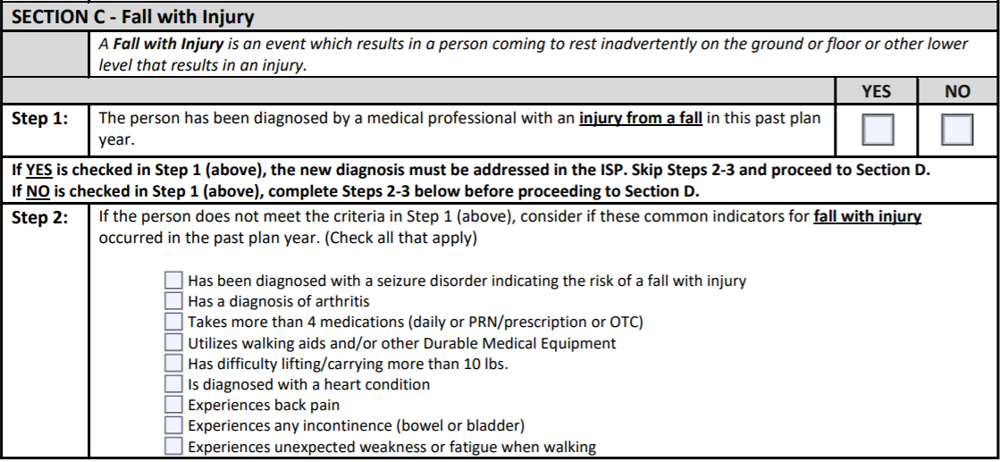 SECTION C - Fall with Injury
A Fall with Injury is an event which results in a person coming to rest inadvertently on the ground or floor or other lower
level that results in an injury.
YES NO
Step 1: The person has been diagnosed by a medical professional with an injury from a fall in this past plan
year.
If YES is checked in Step 1 (above), the new diagnosis must be addressed in the ISP. Skip Steps 2-3 and proceed to Section D.
If NO is checked in Step 1 (above), complete Steps 2-3 below before proceeding to Section D.
Step 2: If the person does not meet the criteria in Step 1 (above), consider if these common indicators for fall with injury
occurred in the past plan year. (Check all that apply)
Has been diagnosed with a seizure disorder indicating the risk of a fall with injury
Has a diagnosis of arthritis
Takes more than 4 medications (daily or PRN/prescription or OTC)
Utilizes walking aids and/or other Durable Medical Equipment
Has difficulty lifting/carrying more than 10 lbs.
Is diagnosed with a heart condition
Experiences back pain
Experiences any incontinence (bowel or bladder)
Experiences unexpected weakness or fatigue when walking